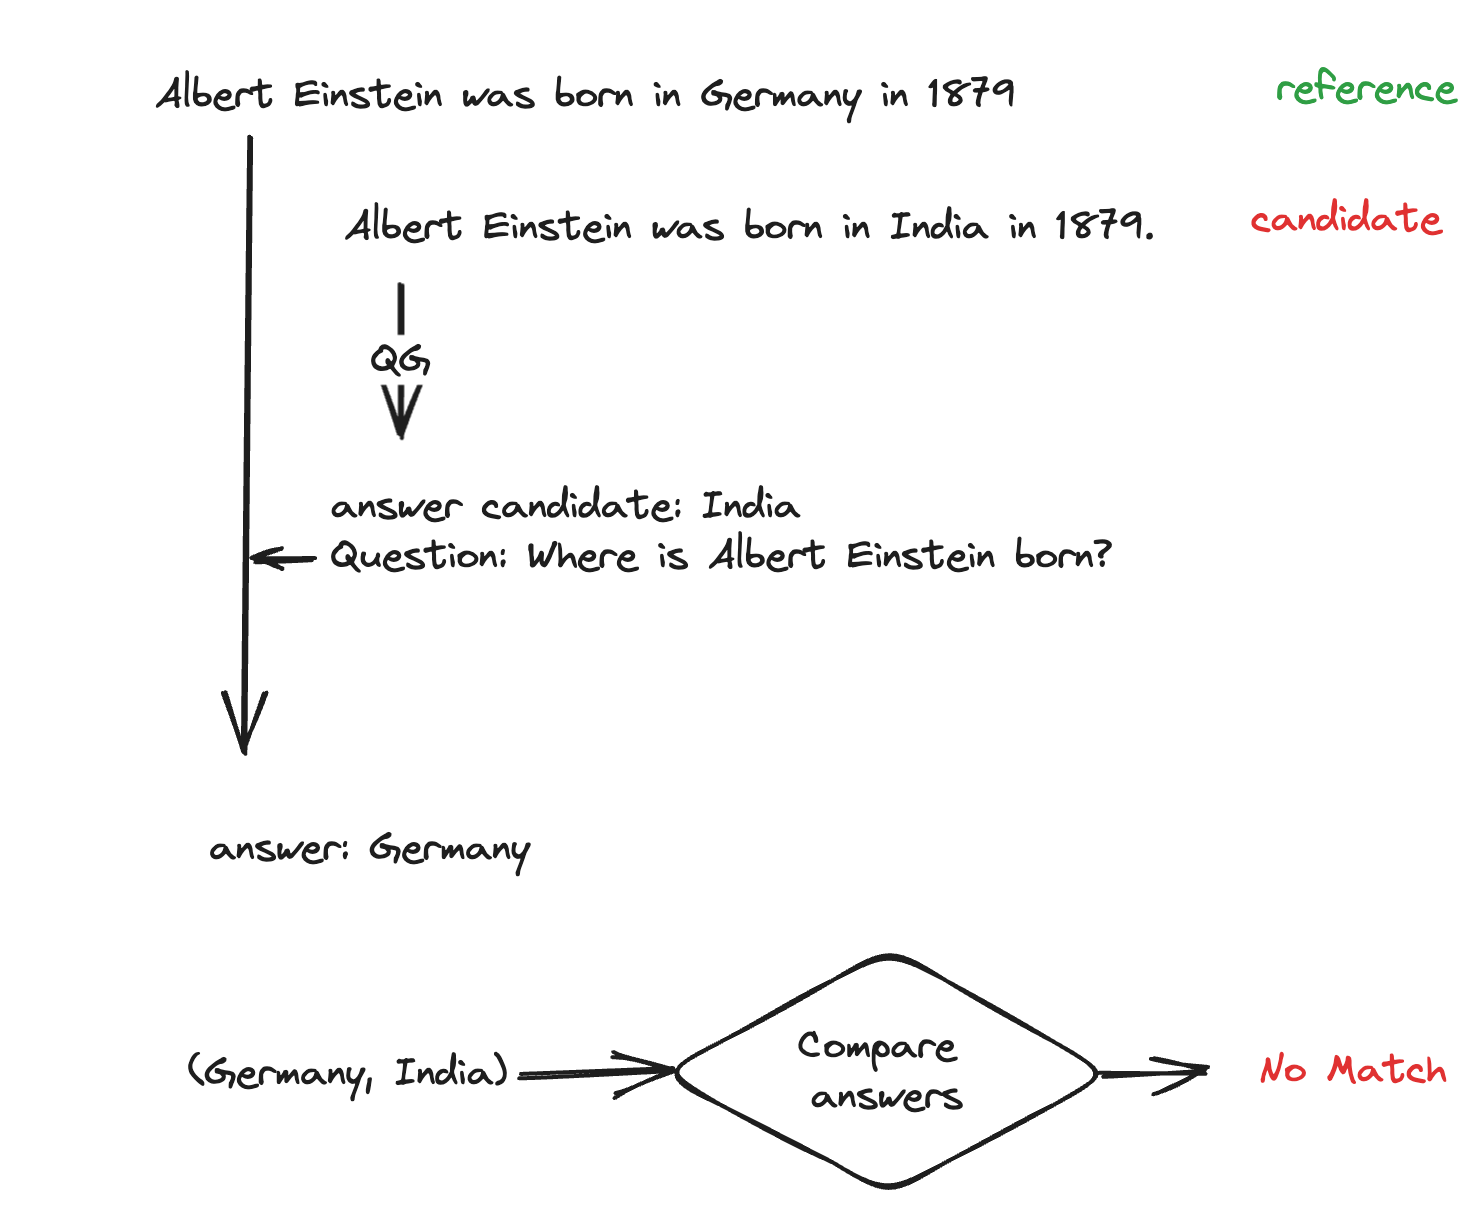 Albert Einstein was born in Germany in 1879
reference
Albert Einstein was born in India in 1879.
candidate
QG
answer candidate: India
Question: Where is Albert Einstein born?
answer: Germany
(Germany, India)
Compare
answers
No Match